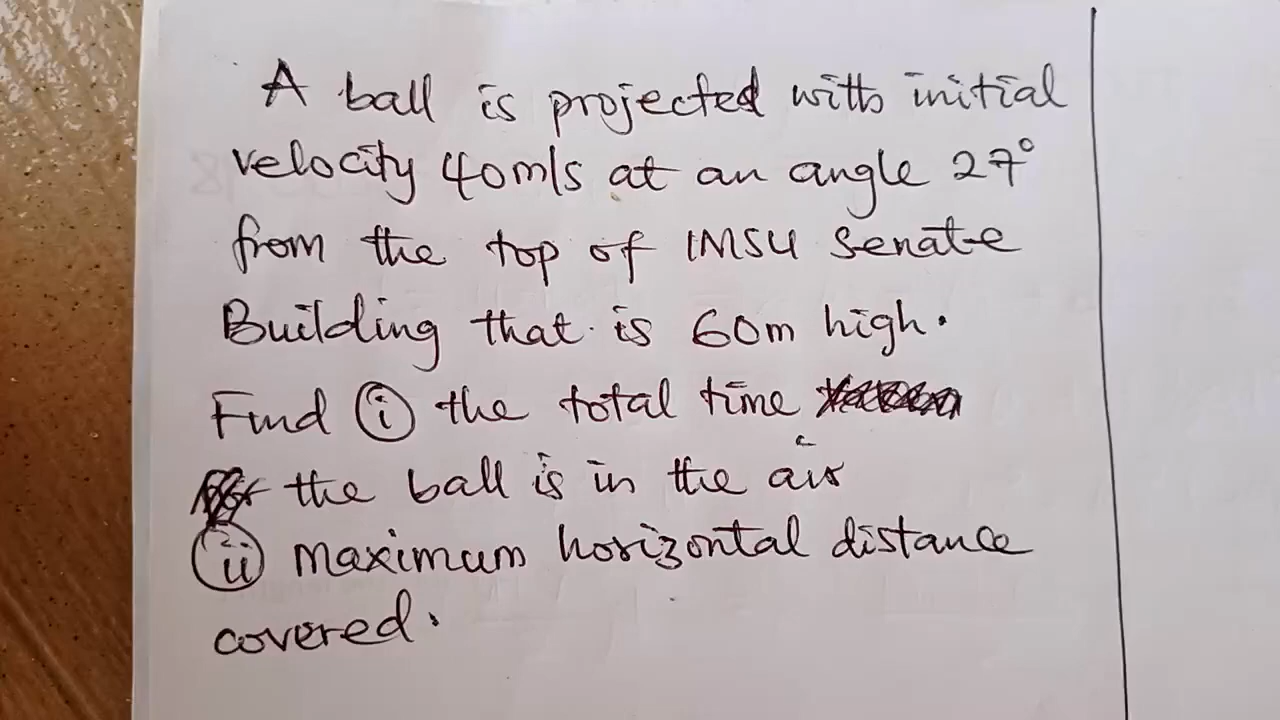 A ball is projected with initial
velocity 40m/s at an angle 27°
from the top of IMSU Senate
Building that is 60m high.
Find (i) the total time
the ball is in the air
(ii) maximum horizontal distance
covered.